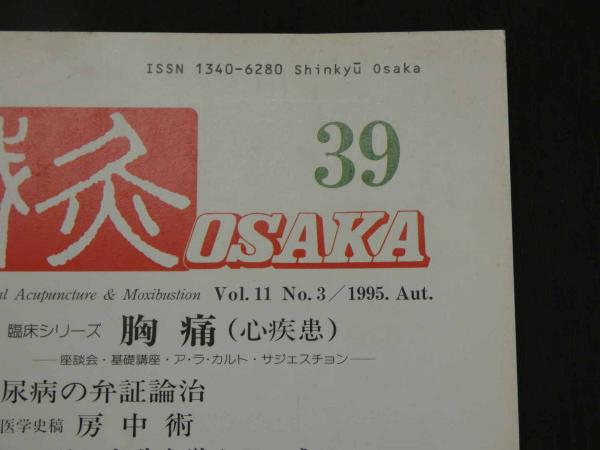 ISSN 1340-6280 Shinkyū Osaka
39
灸 OSAKA
Acupuncture & Moxibustion Vol.11 No.3/1995. Aut.
臨床シリーズ 胸痛(心疾患)
座談会・基礎講座・ア・ラ・カルト・サジェスチョン
尿病の弁証論治
医学史稿 房中術